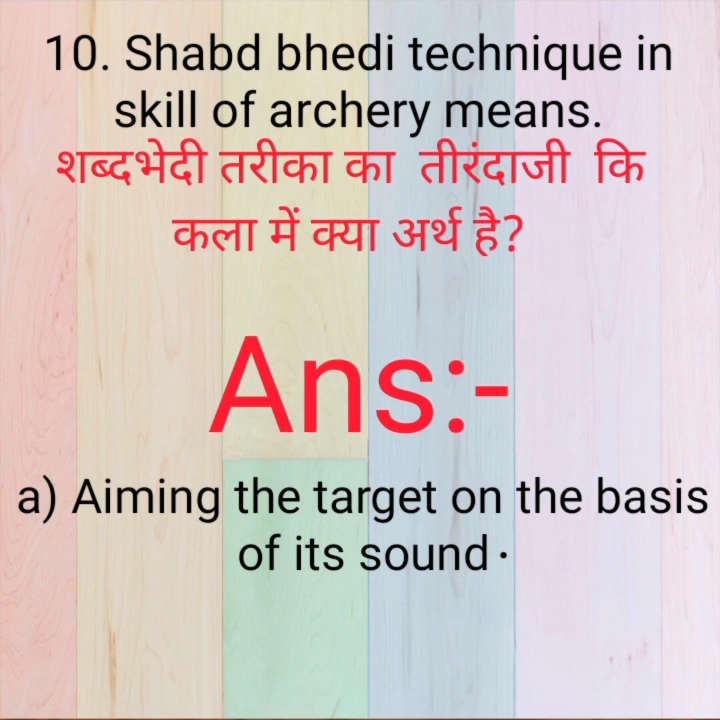 10. Shabd bhedi technique in
skill of archery means.
शब्दभेदी तरीका का तीरंदाजी कि
कला में क्या अर्थ है?
Ans:-
a) Aiming the target on the basis
of its sound·